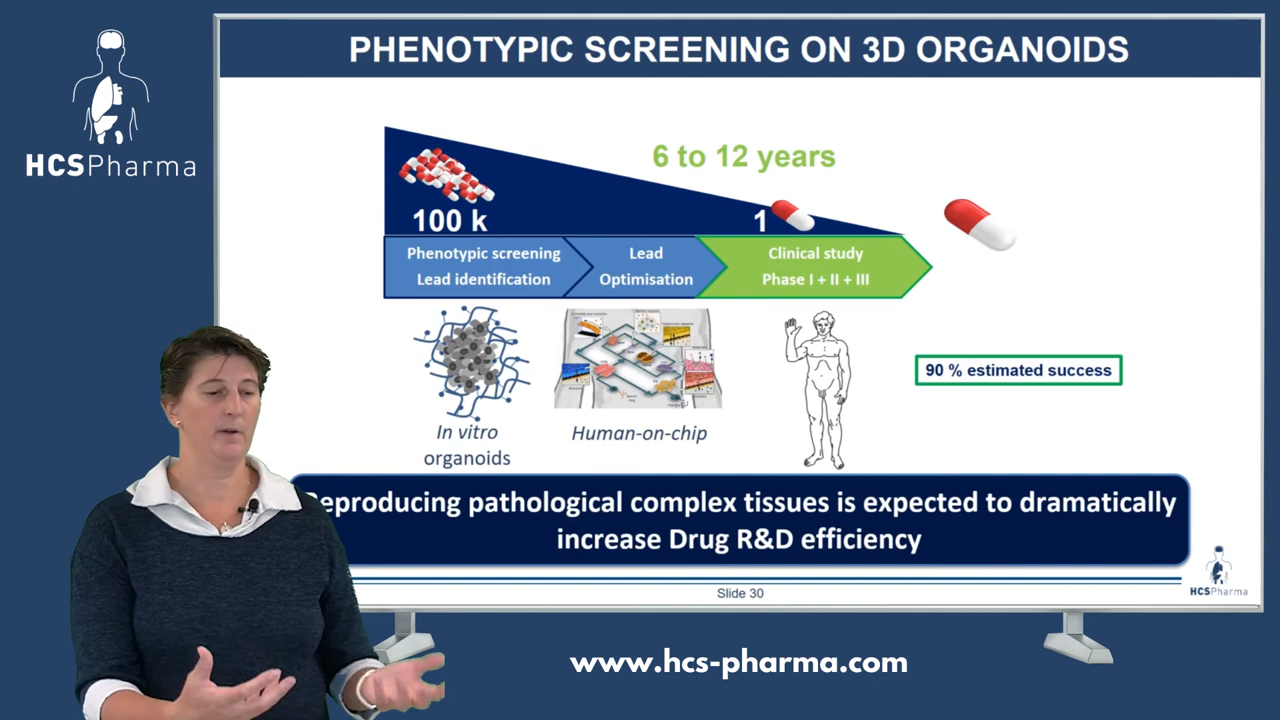 PHENOTYPIC SCREENING ON 3D ORGANOIDS
HCSPharma
6 to 12 years
100 k
1
Phenotypic screening
Lead identification
Lead
Optimisation
Clinical study
Phase I + II + III
90 % estimated success
In vitro
organoids
Human-on-chip
eproducing pathological complex tissues is expected to dramatically
increase Drug R&D efficiency
Slide 30
HCSPharma
www.hcs-pharma.com